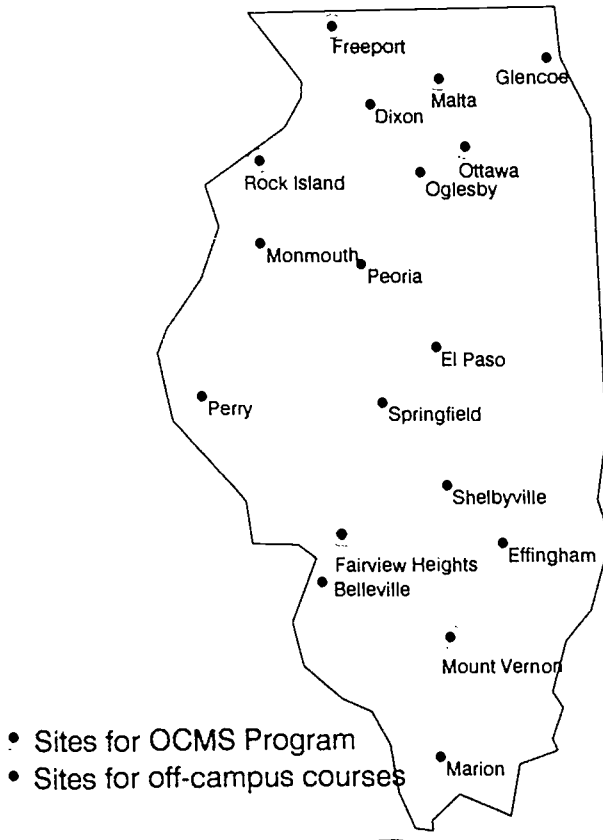 Freeport
Glencoe
Malta
Dixon
Ottawa
Rock Island
Oglesby
Monmouth
Peoria
El Paso
Perry
Springfield
Shelbyville
Effingham
Fairview Heights
Belleville
Mount Vernon
• Sites for OCMS Program
Marion
• Sites for off-campus courses